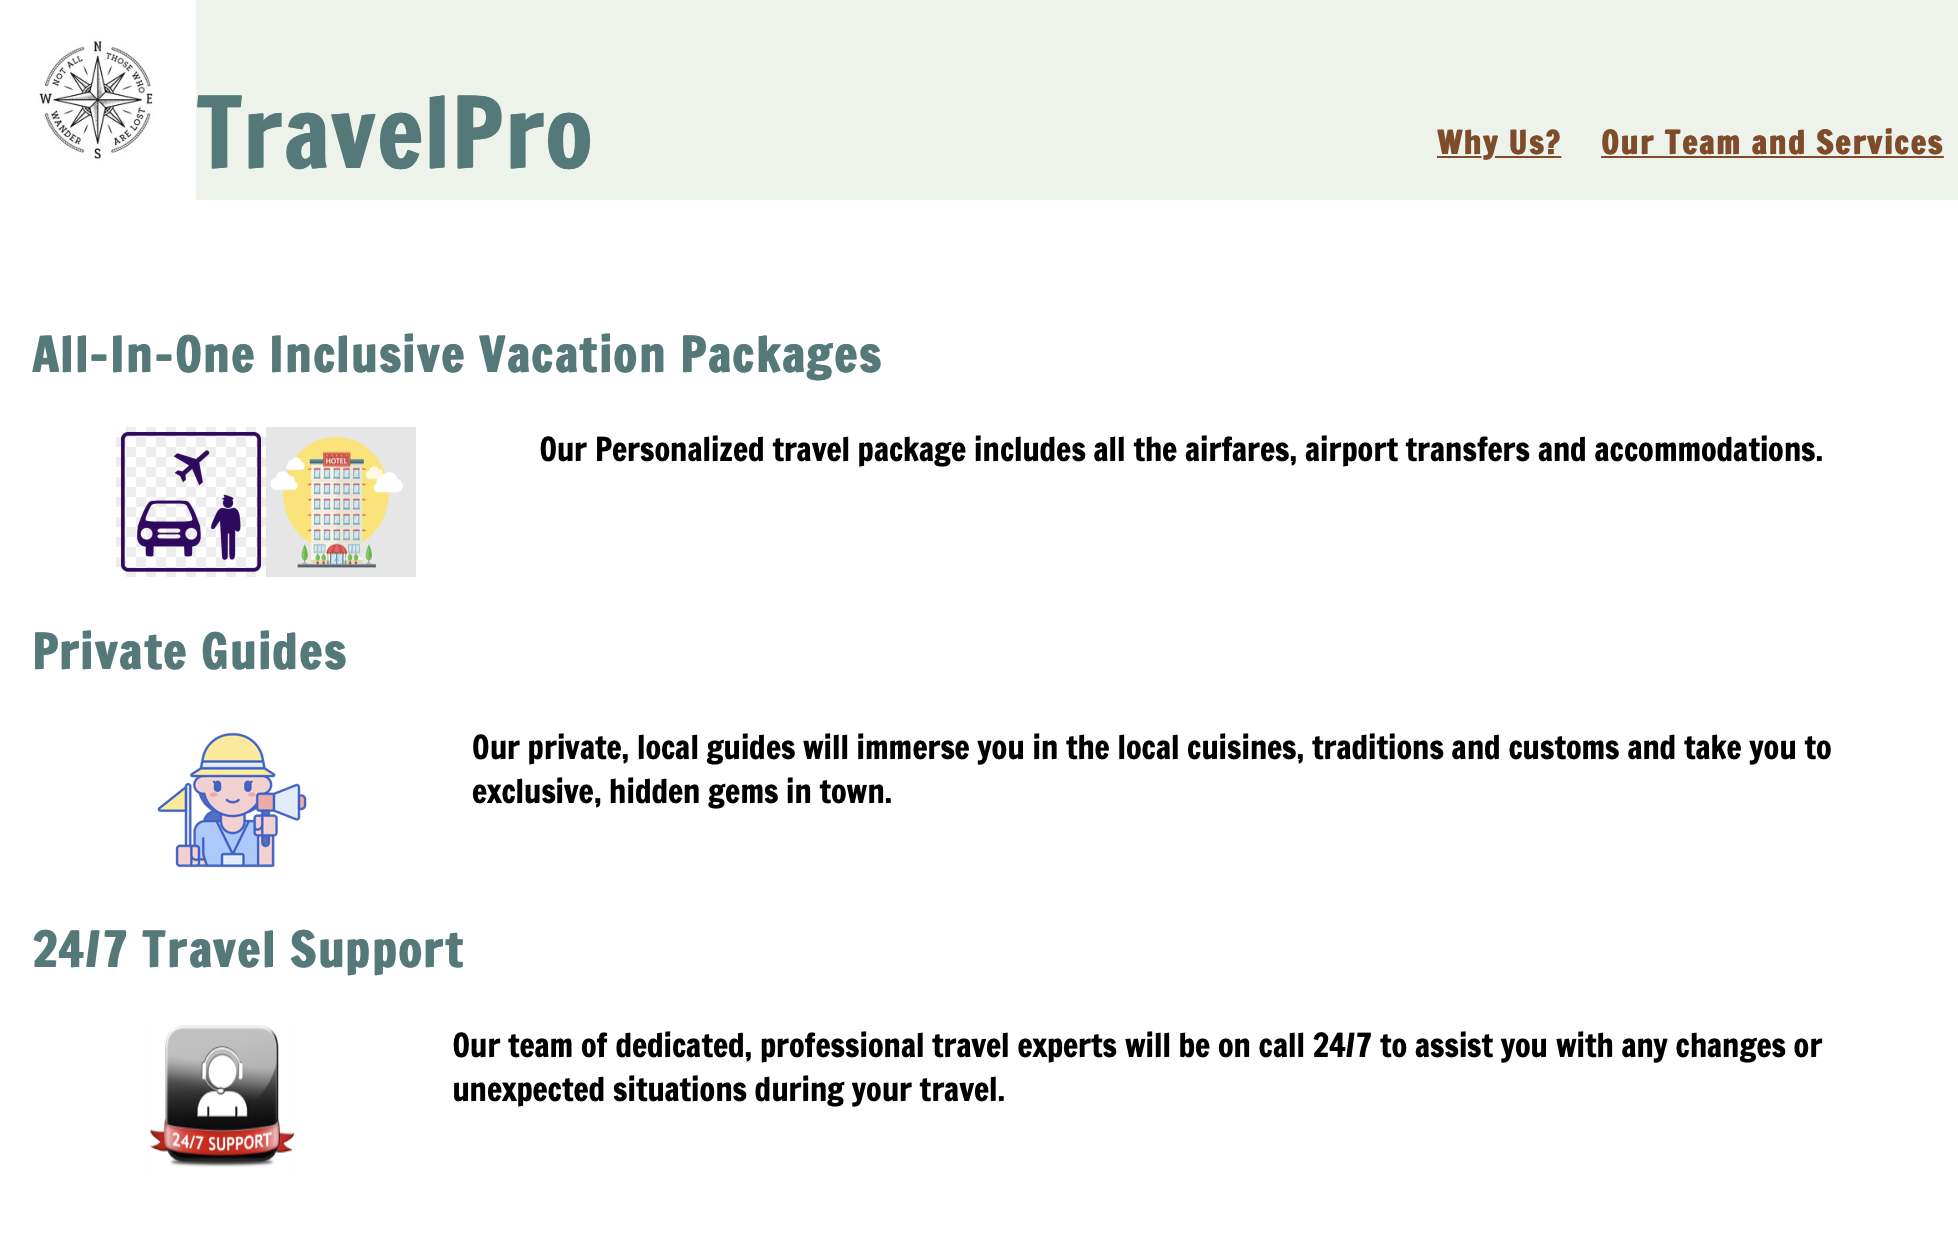 N
NOT ALL THOSE WHO
W E
WANDER ARE LOST
S
TravelPro
Why Us? Our Team and Services
All-In-One Inclusive Vacation Packages
HOTEL
Our Personalized travel package includes all the airfares, airport transfers and accommodations.
Private Guides
Our private, local guides will immerse you in the local cuisines, traditions and customs and take you to
exclusive, hidden gems in town.
24/7 Travel Support
Our team of dedicated, professional travel experts will be on call 24/7 to assist you with any changes or
unexpected situations during your travel.
24/7 SUPPORT